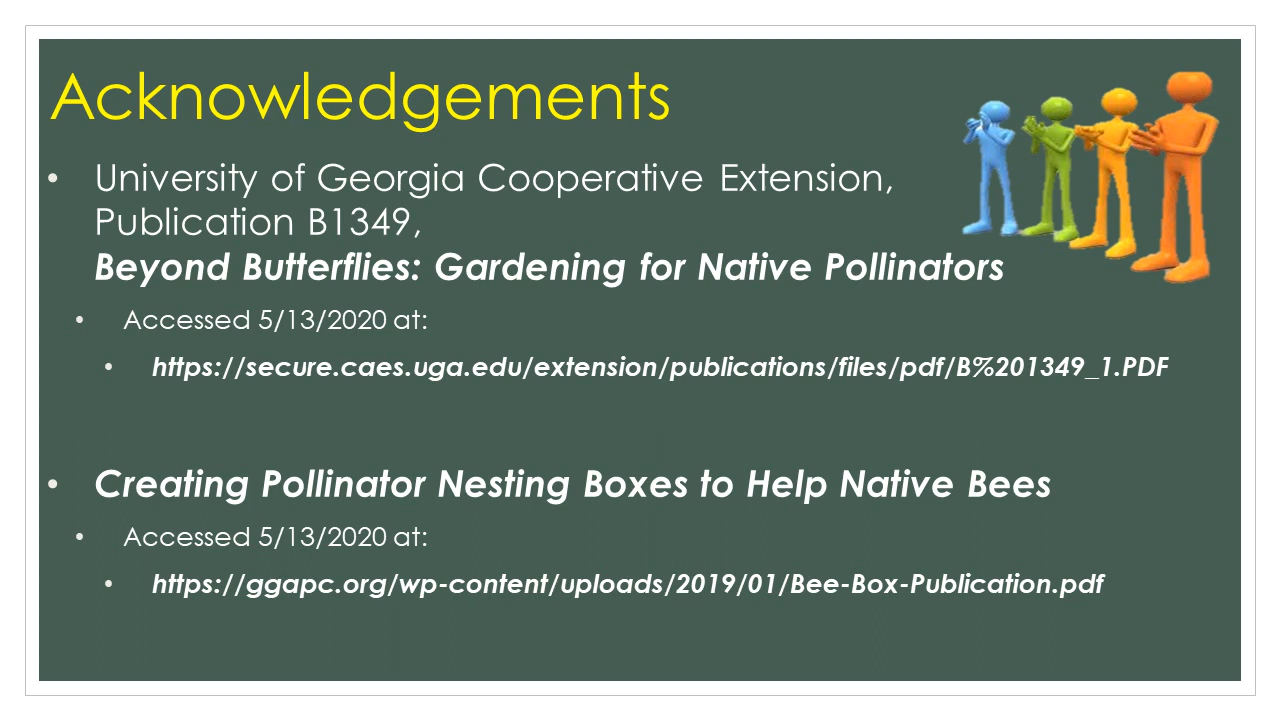 Acknowledgements
• University of Georgia Cooperative Extension,
Publication B1349,
Beyond Butterflies: Gardening for Native Pollinators
• Accessed 5/13/2020 at:
• https://secure.caes.uga.edu/extension/publications/files/pdf/B%201349_1.PDF
• Creating Pollinator Nesting Boxes to Help Native Bees
• Accessed 5/13/2020 at:
• https://ggapc.org/wp-content/uploads/2019/01/Bee-Box-Publication.pdf